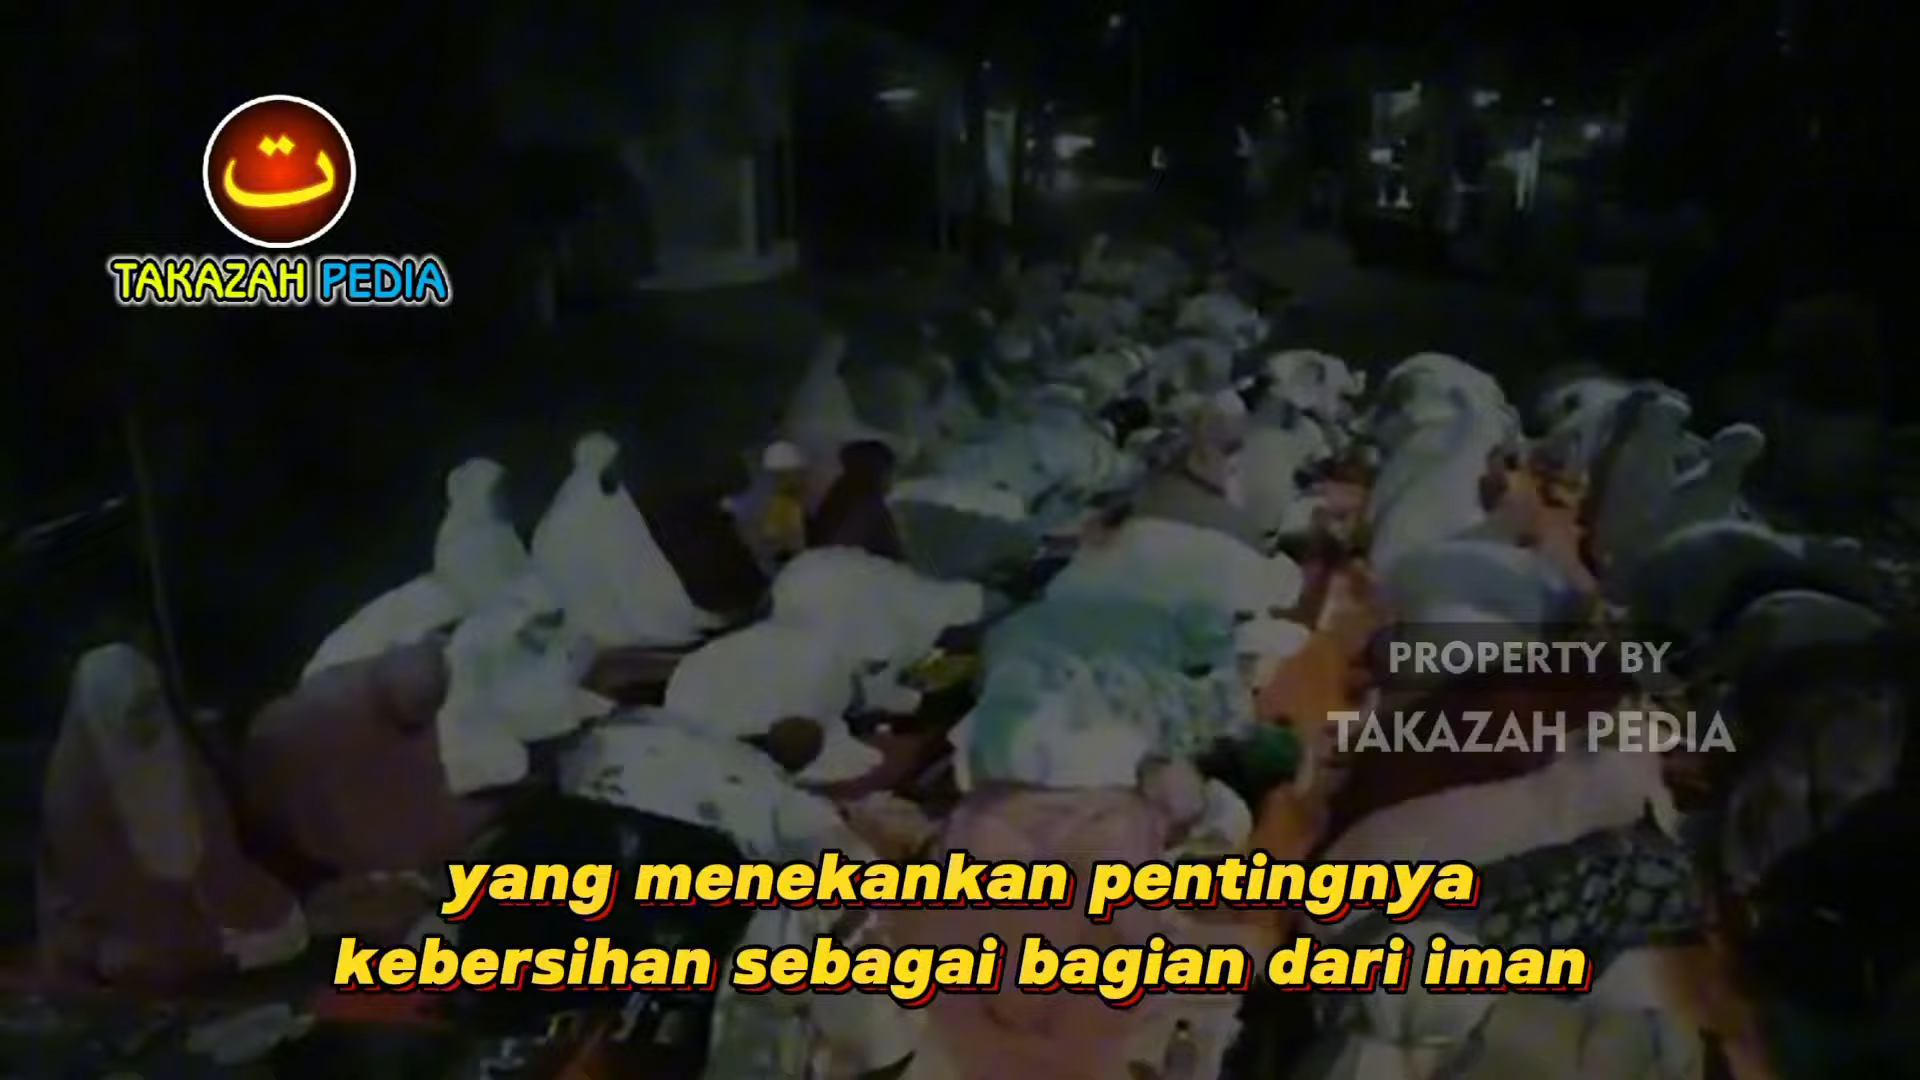 ت
TAKAZAH PEDIA
PROPERTY BY
TAKAZAH PEDIA
yang menekankan pentingnya
kebersihan sebagai bagian dari iman